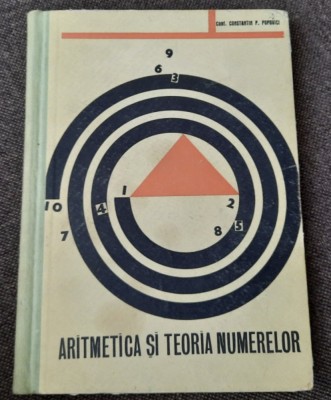 Conf. CONSTANTIN P. POPOVICI
9
6 3
1 2
10 4
7 8 5
ARITMETICA ȘI TEORIA NUMERELOR